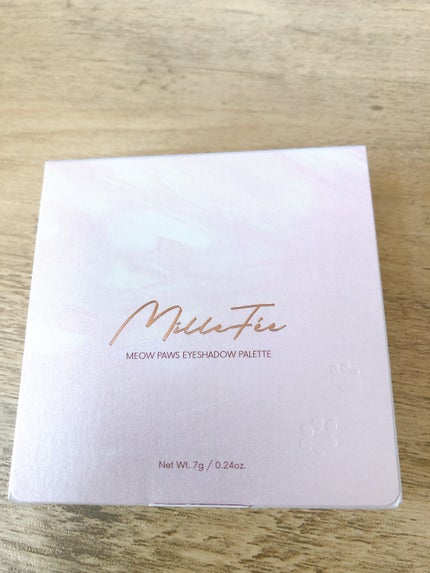 MilleFée
MEOW PAWS EYESHADOW PALETTE
Net Wt. 7g / 0.24oz.